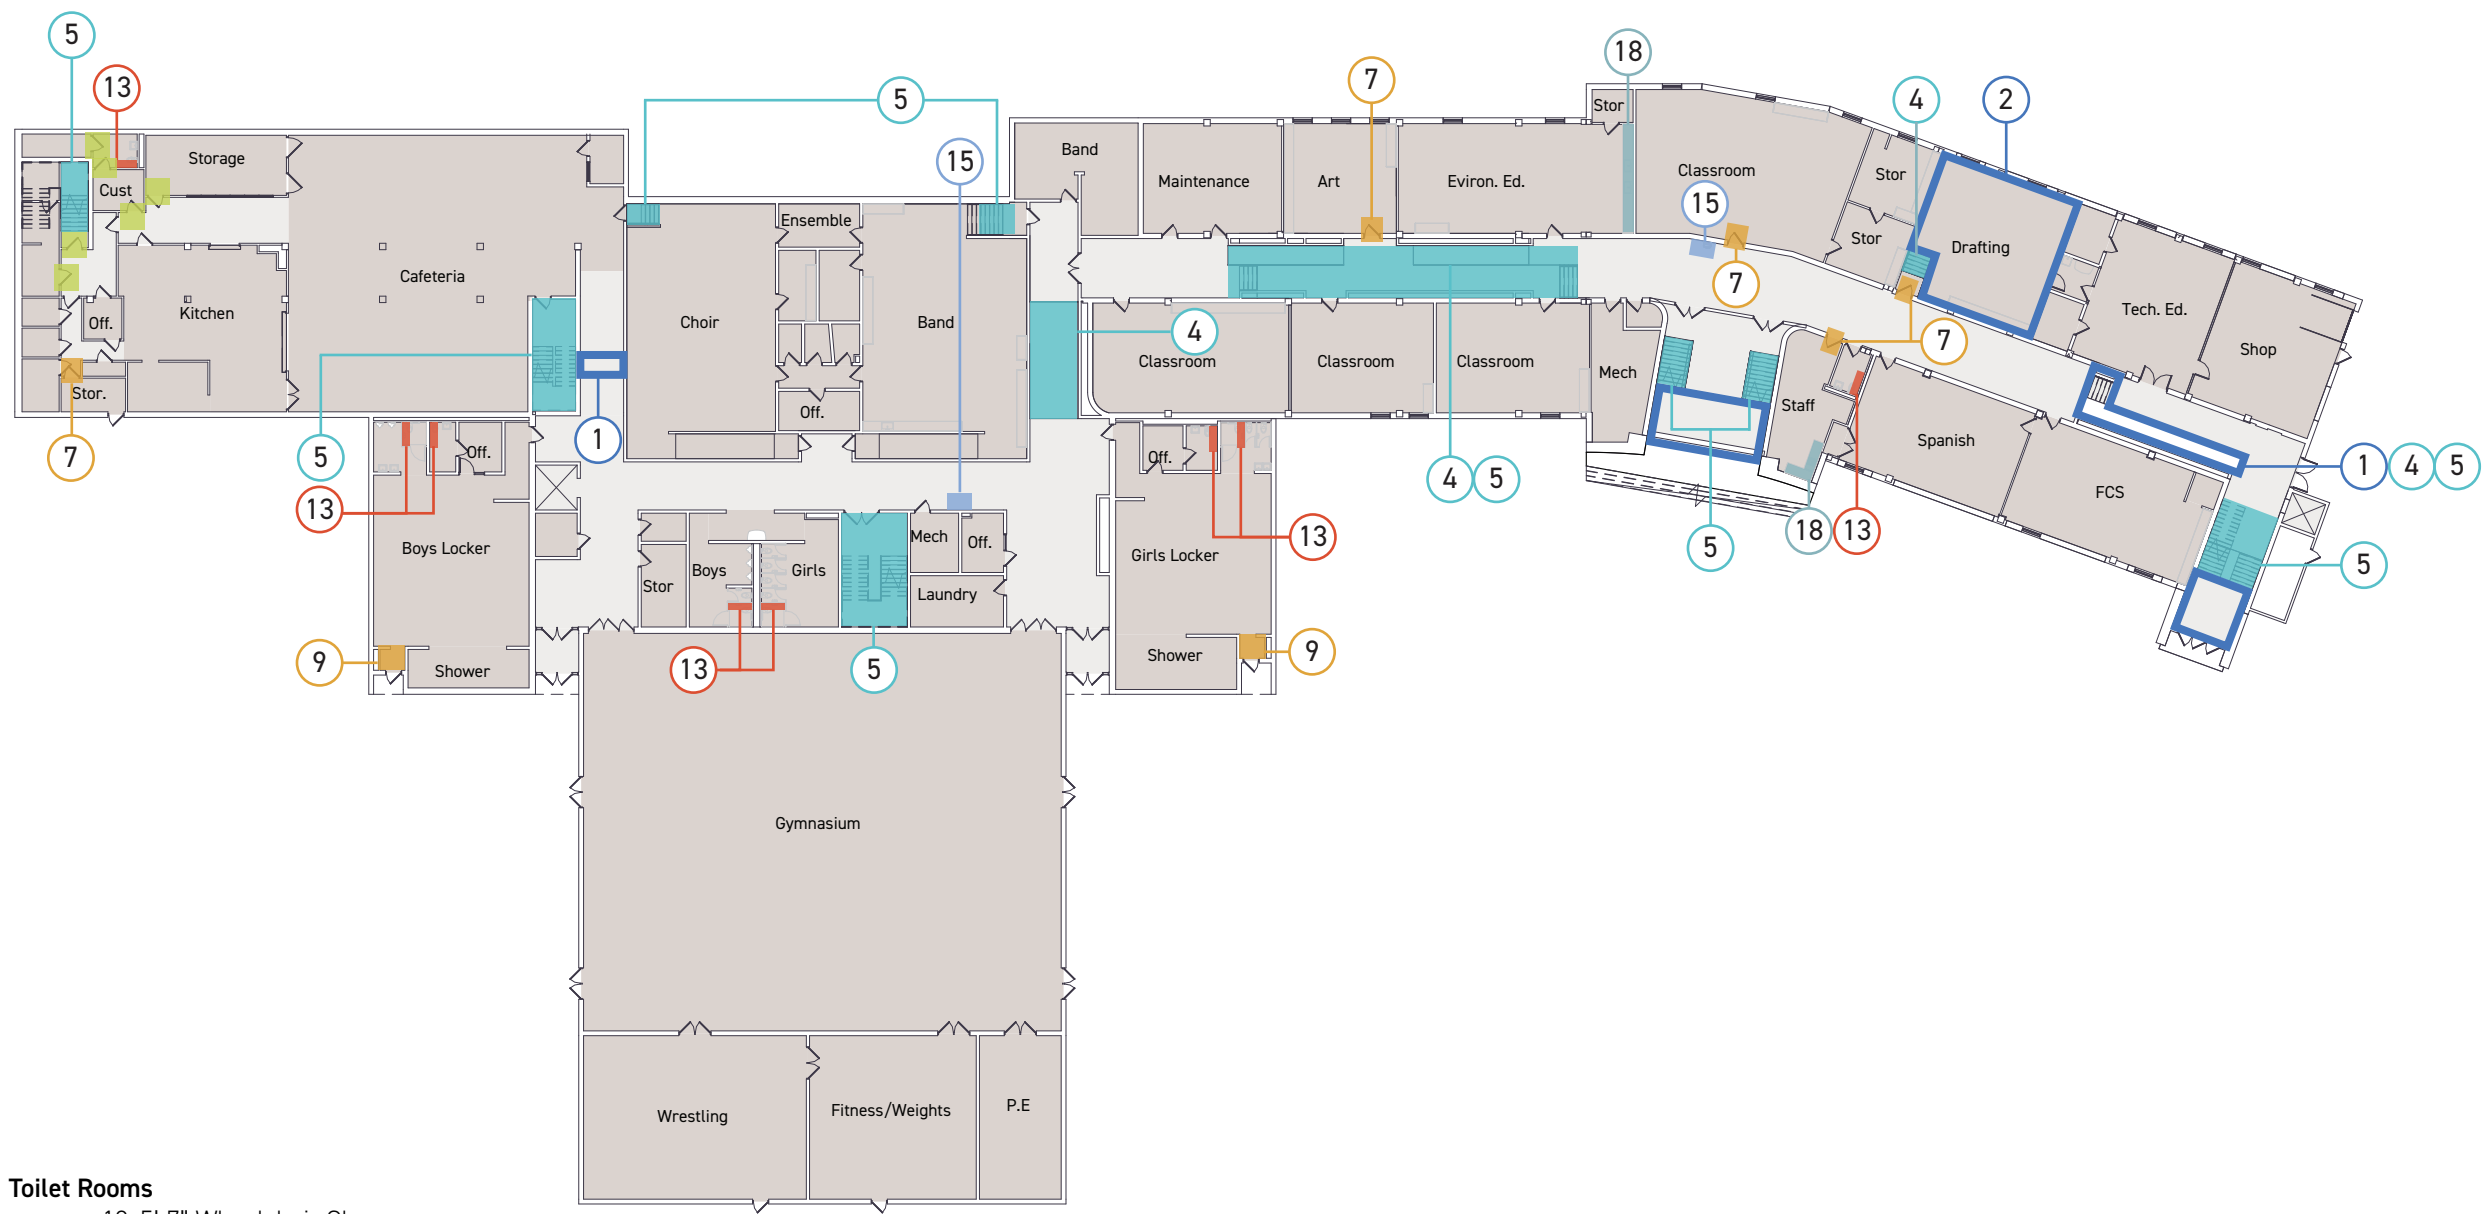 5
18
7
13
4
2
5
Stor
15
Band
Storage
Classroom
Maintenance
Art
Eviron. Ed.
Stor
Cust
15
Ensemble
Stor
Drafting
Cafeteria
7
Kitchen
Off.
Choir
Band
4
7
Tech. Ed.
Shop
Classroom
Classroom
Classroom
Mech
Stor.
Off.
Staff
1
Spanish
7
5
Off.
Off.
4
5
1
4
5
FCS
13
Boys Locker
Mech
Off.
Girls Locker
13
5
18
13
Stor
Boys
Girls
Laundry
5
9
Shower
13
5
Shower
9
Gymnasium
Wrestling
Fitness/Weights
P.E
Toilet Rooms